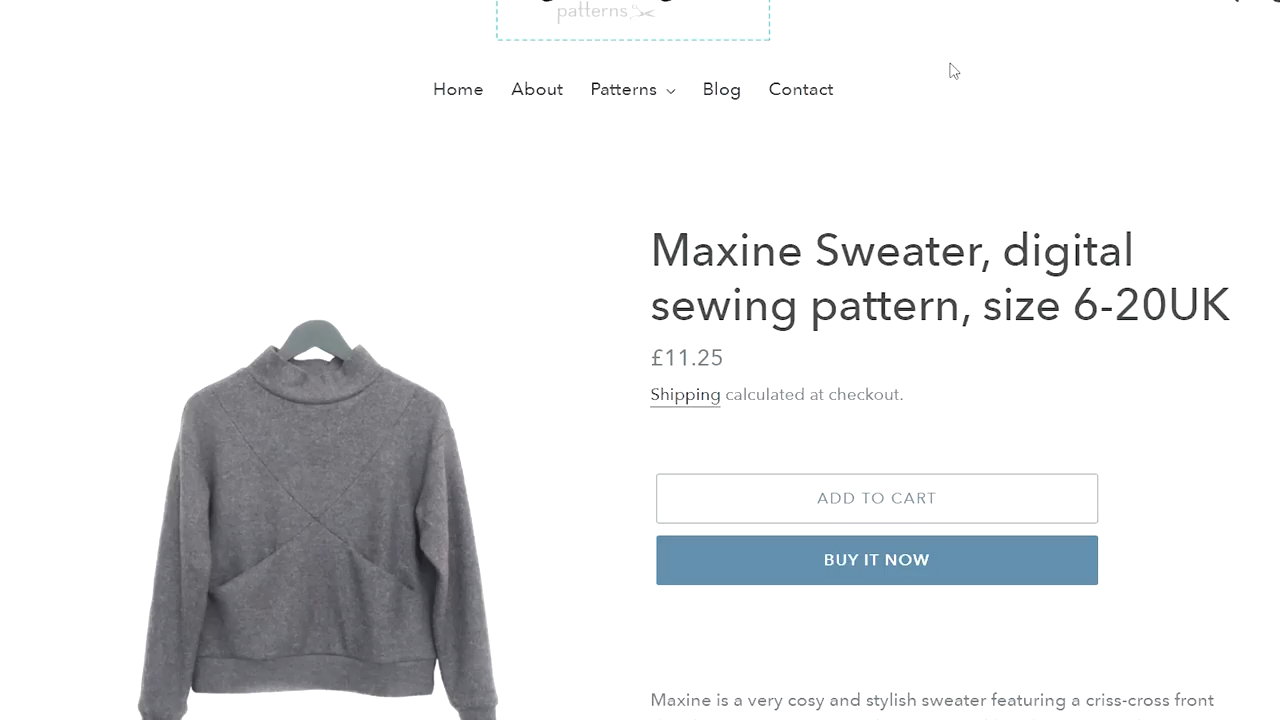 patterns
Home About Patterns Blog Contact
Maxine Sweater, digital
sewing pattern, size 6-20UK
£11.25
Shipping calculated at checkout.
ADD TO CART
BUY IT NOW
Maxine is a very cosy and stylish sweater featuring a criss-cross front